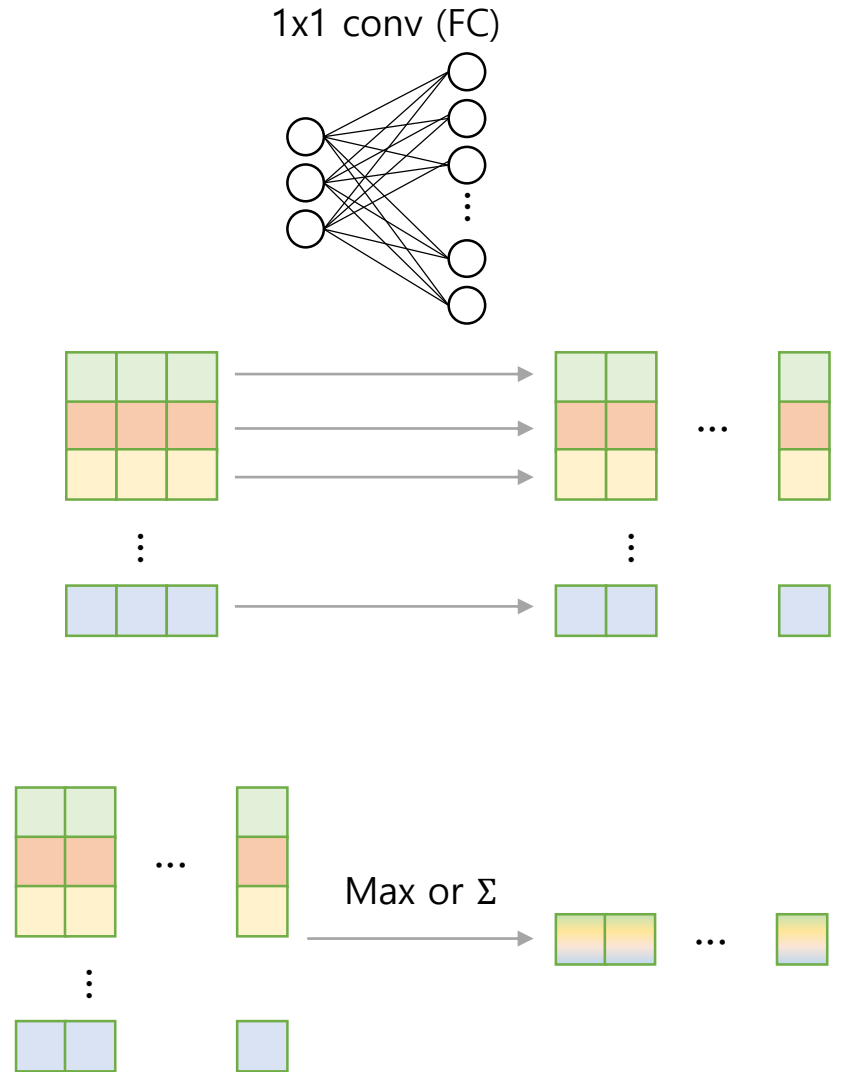 1x1 conv (FC)
Max or Σ